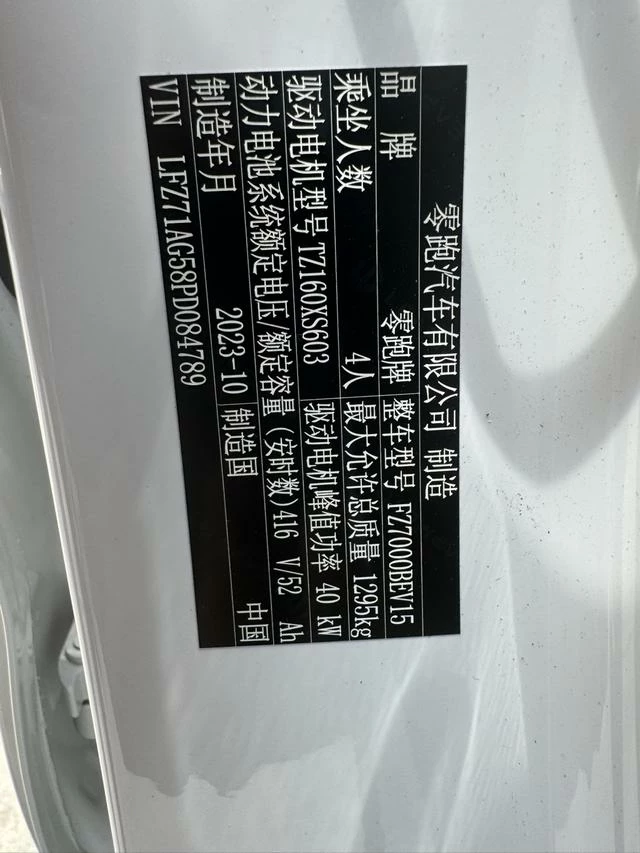 零跑汽车有限公司 制造
品牌 零跑牌 整车型号 FZ7000BEV15
乘坐人数 4人 最大允许总质量 1295kg
驱动电机型号 TZ160XS603 驱动电机峰值功率 40 kW
动力电池系统额定电压/额定容量(安时数)416 V/52 Ah
制造年月 2023-10 制造国 中国
VIN LFZ71AG58PD084789